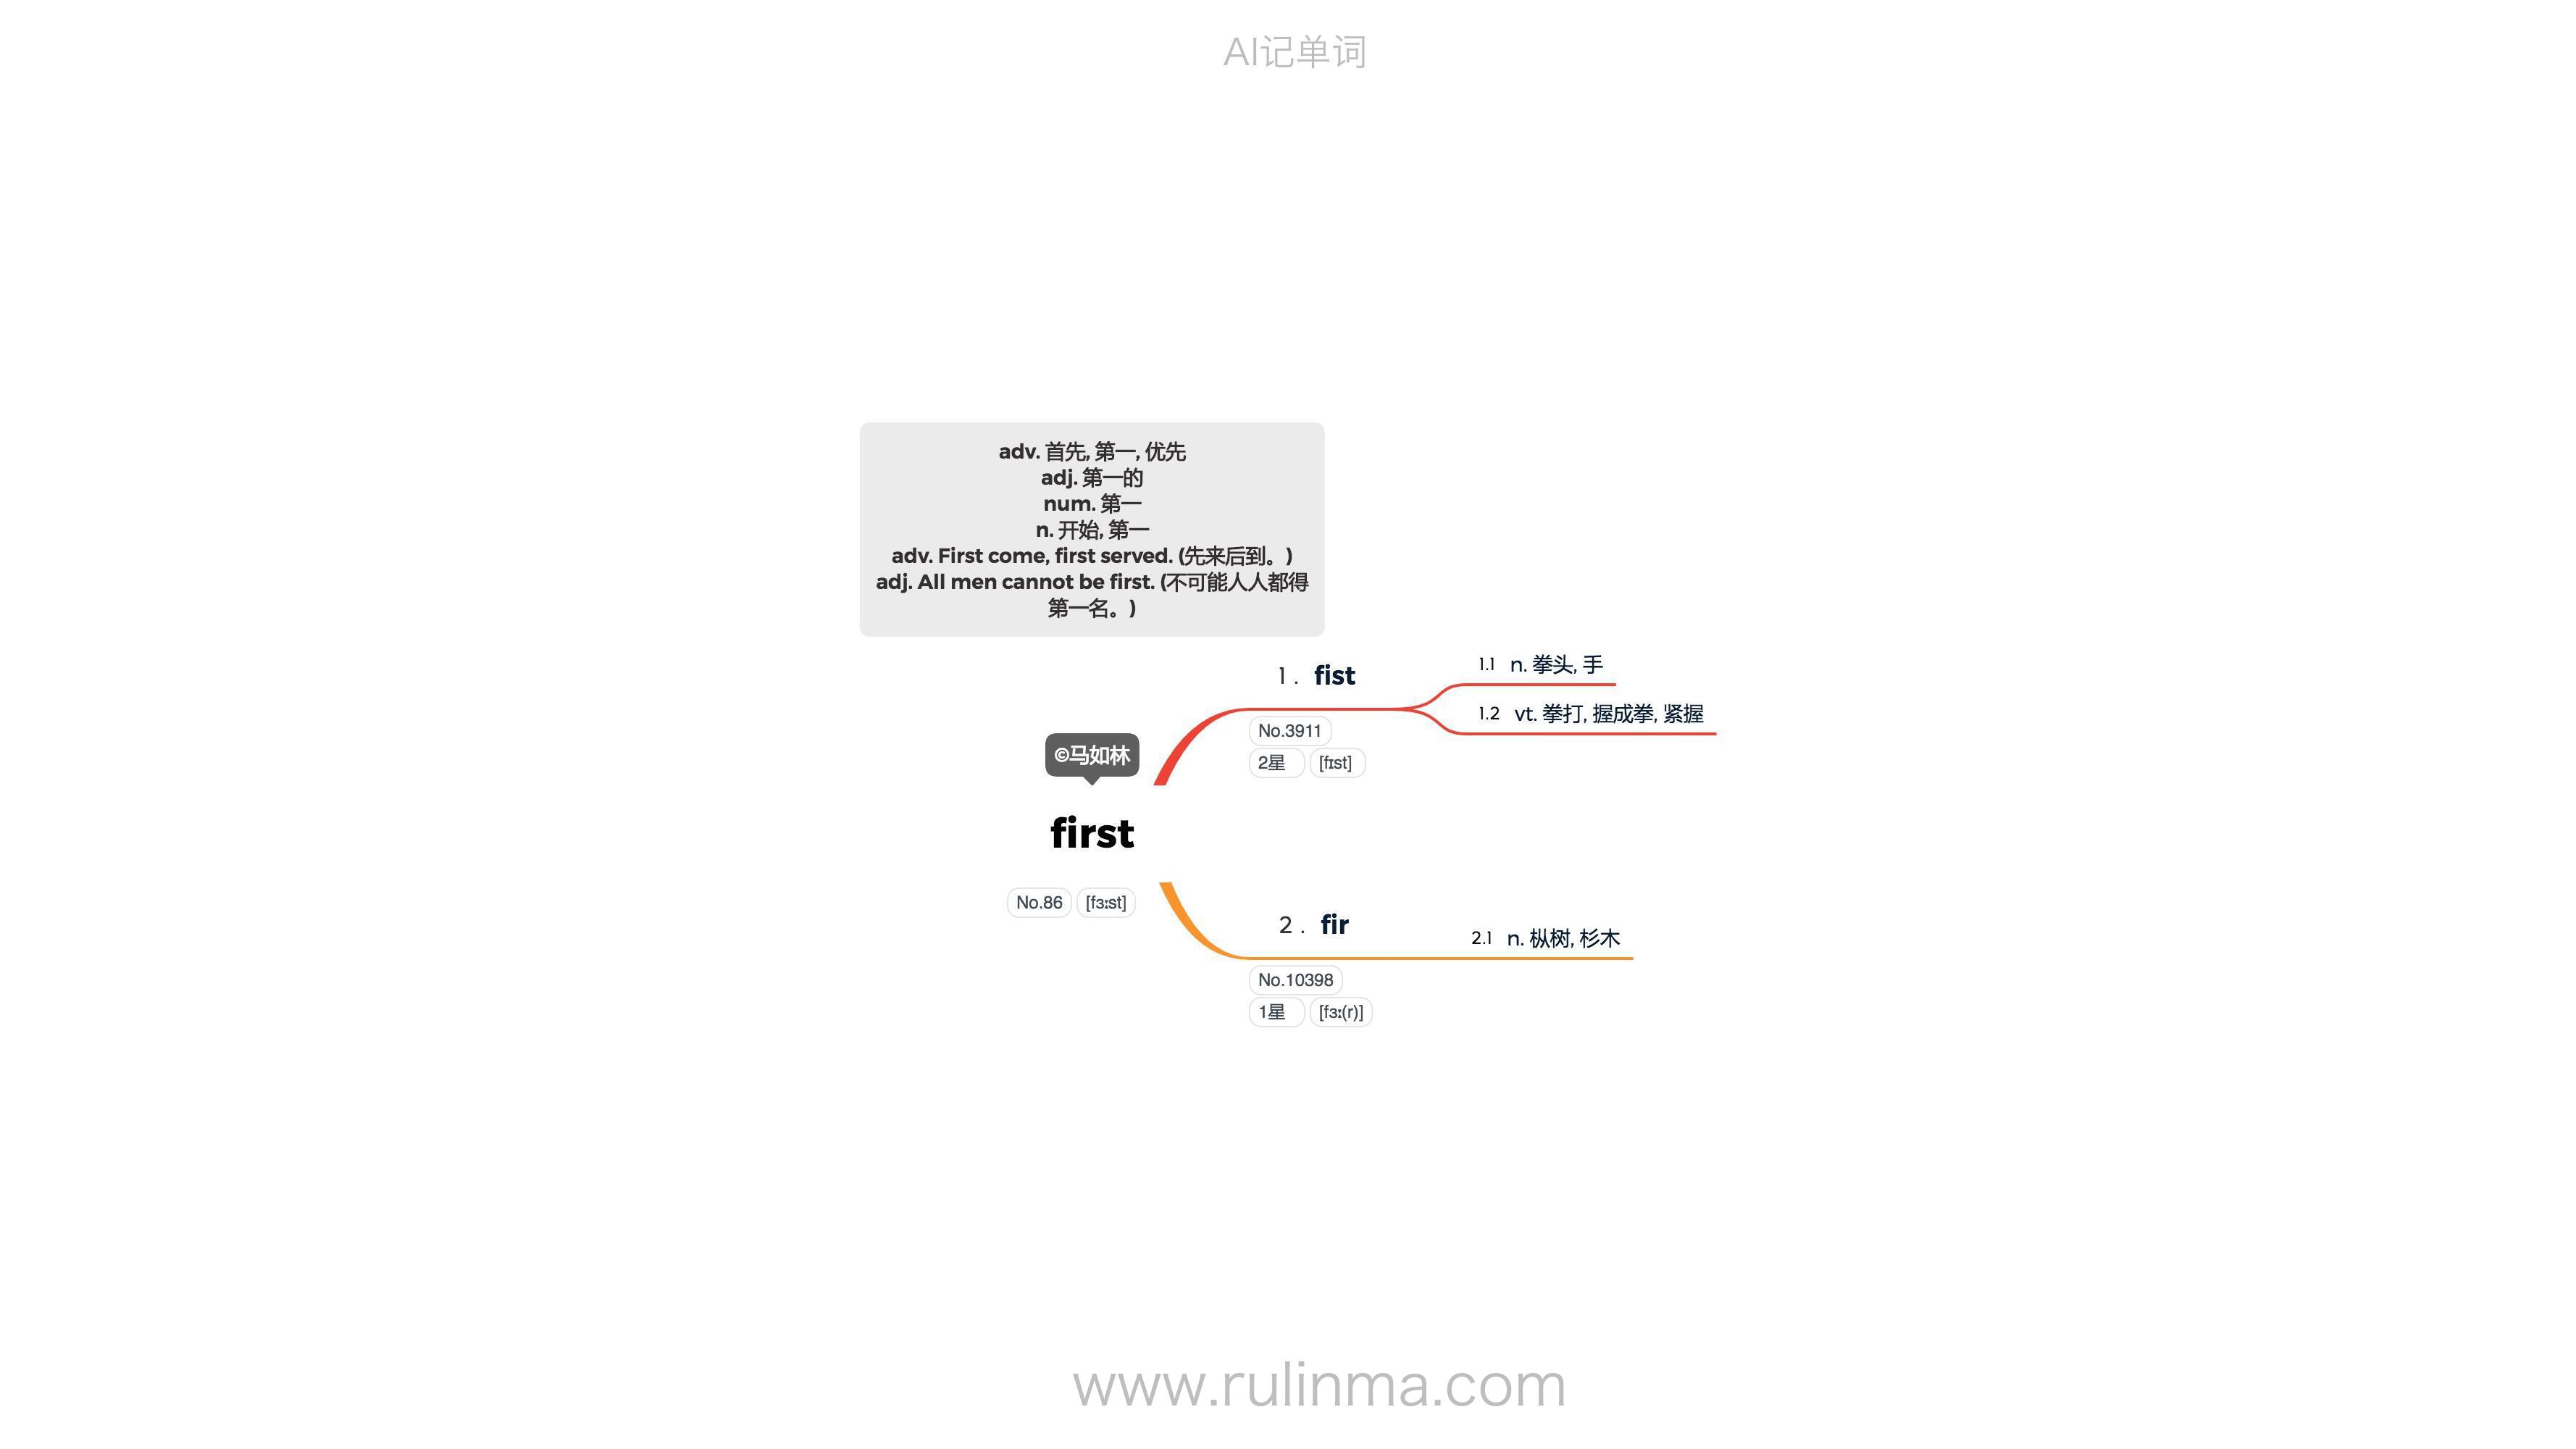 AI记单词
adv. 首先, 第一, 优先
adj. 第一的
num. 第一
n. 开始, 第一
adv. First come, first served. (先来后到。)
adj. All men cannot be first. (不可能人人都得
第一名。)
©马如林
first
No.86 [fɜːst]
1. fist
No.3911
2星 [fɪst]
1.1 n. 拳头, 手
1.2 vt. 拳打, 握成拳, 紧握
2. fir
No.10398
1星 [fɜː(r)]
2.1 n. 枞树, 杉木
www.rulinma.com